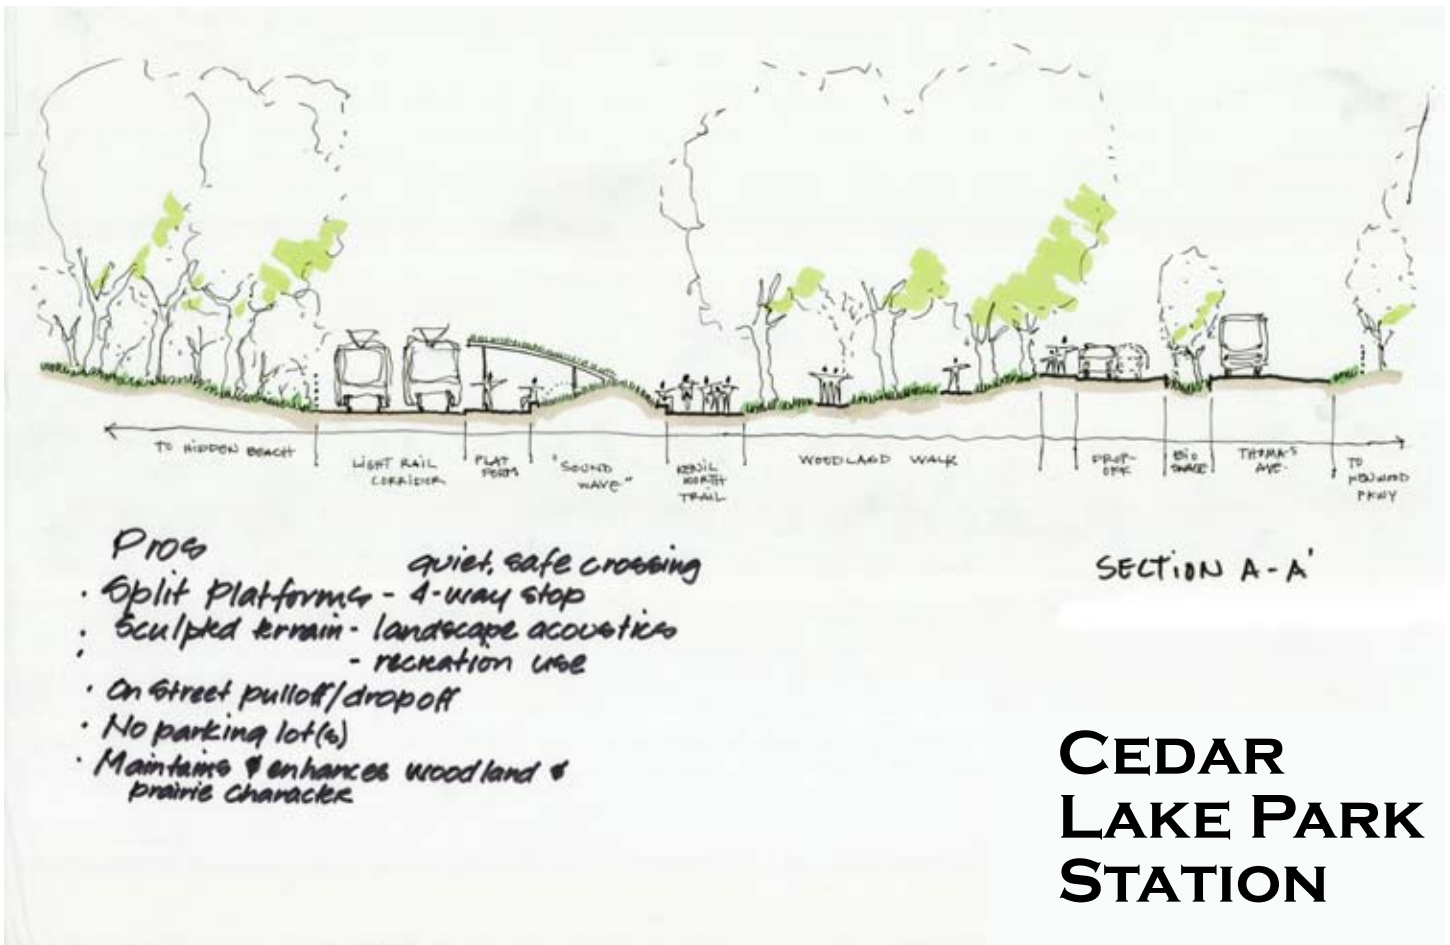 TO HIDDEN BEACH
LIGHT RAIL
CORRIDOR
PLAT
FORM
"SOUND
WAVE"
KENIL
WORTH
TRAIL
WOODLAND WALK
DROP-
OFF
BIO
SWALE
THOMAS
AVE.
TO
KENWOOD
PKWY
SECTION A-A'
Pros
quiet, safe crossing
· Split Platforms - 4-way stop
· Sculpted terrain - landscape acoustics
· - recreation use
· On Street pulloff/dropoff
· No parking lot(s)
· Maintains & enhances woodland &
prairie character
CEDAR
LAKE PARK
STATION